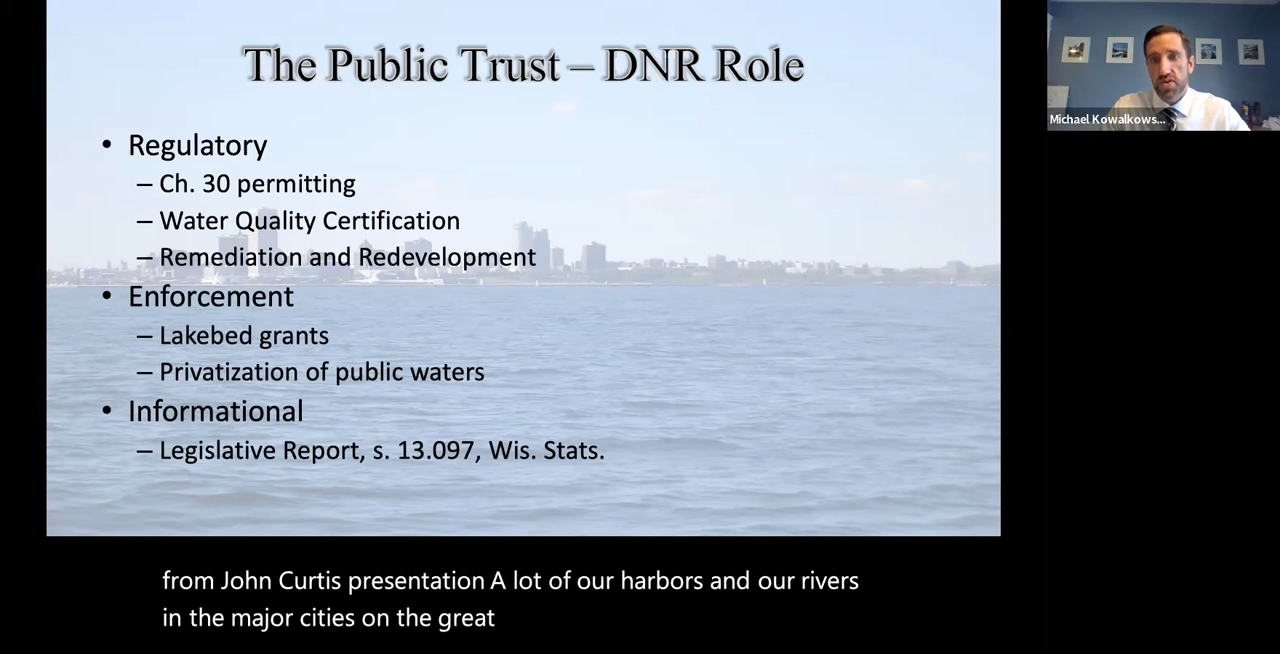 The Public Trust – DNR Role
• Regulatory
– Ch. 30 permitting
– Water Quality Certification
– Remediation and Redevelopment
• Enforcement
– Lakebed grants
– Privatization of public waters
• Informational
– Legislative Report, s. 13.097, Wis. Stats.
Michael Kowalkows...
from John Curtis presentation A lot of our harbors and our rivers
in the major cities on the great